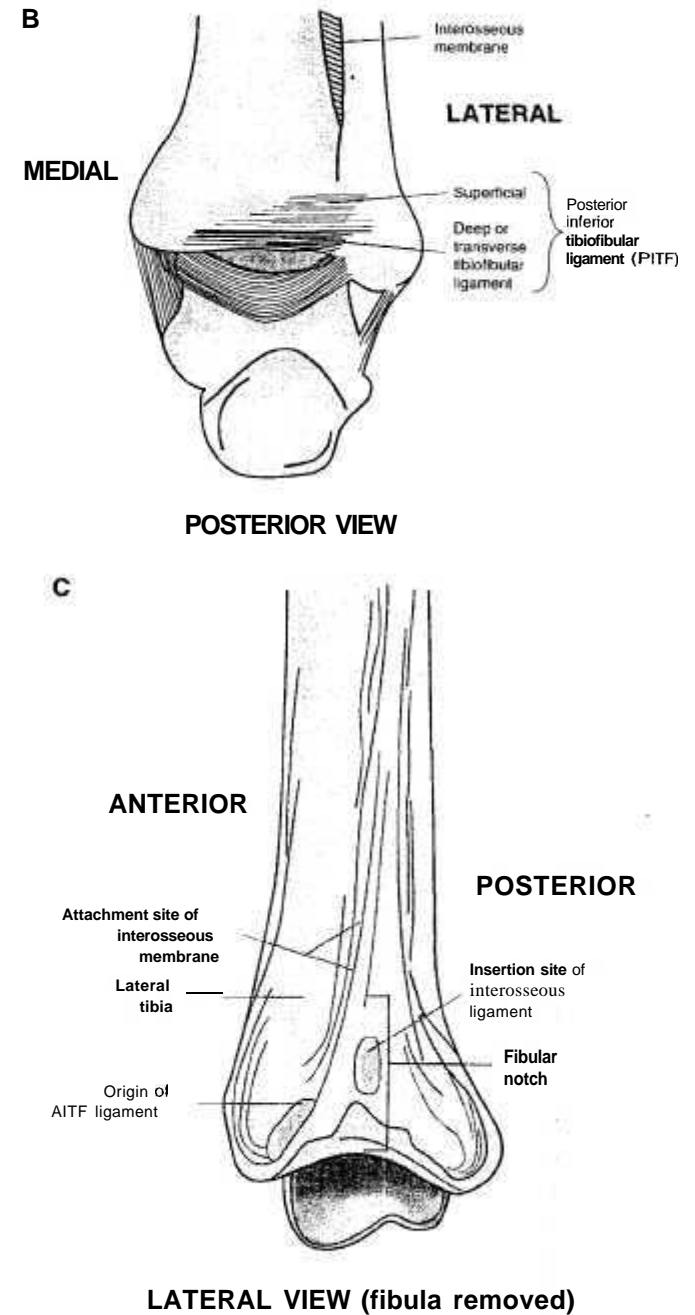 B
Interosseous
membrane
LATERAL
MEDIAL
Superficial
Deep or
transverse
tibiofibular
ligament
Posterior
inferior
tibiofibular
ligament (PITF)
POSTERIOR VIEW
C
ANTERIOR
POSTERIOR
Attachment site of
interosseous
membrane
Lateral
tibia
Insertion site of
interosseous
ligament
Fibular
notch
Origin of
AITF ligament
LATERAL VIEW (fibula removed)